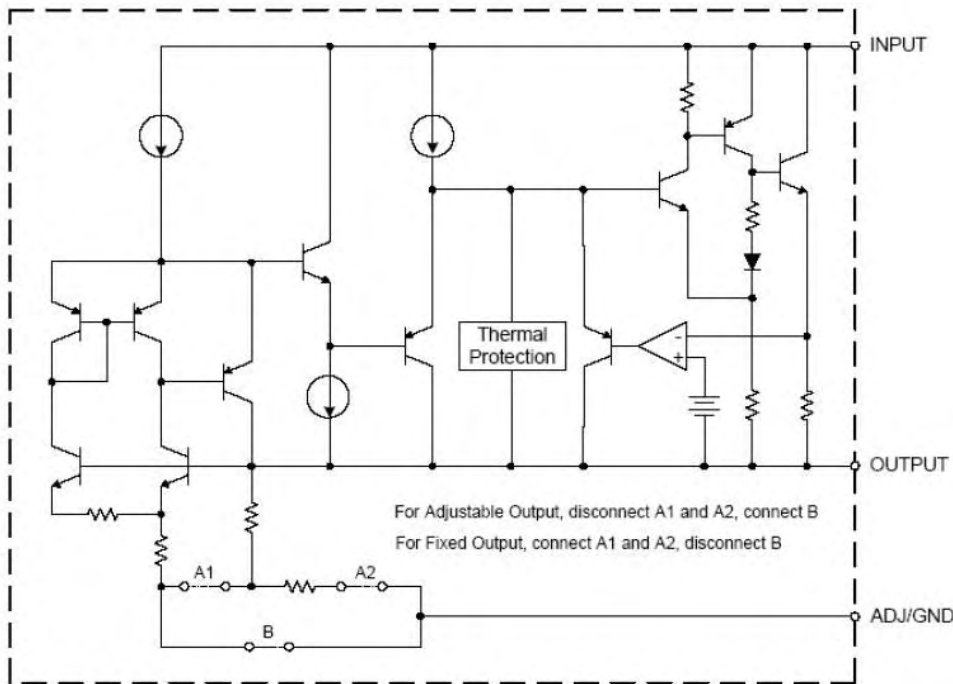 INPUT
Thermal
Protection
-
+
OUTPUT
For Adjustable Output, disconnect A1 and A2, connect B
For Fixed Output, connect A1 and A2, disconnect B
A1
A2
ADJ/GND
B